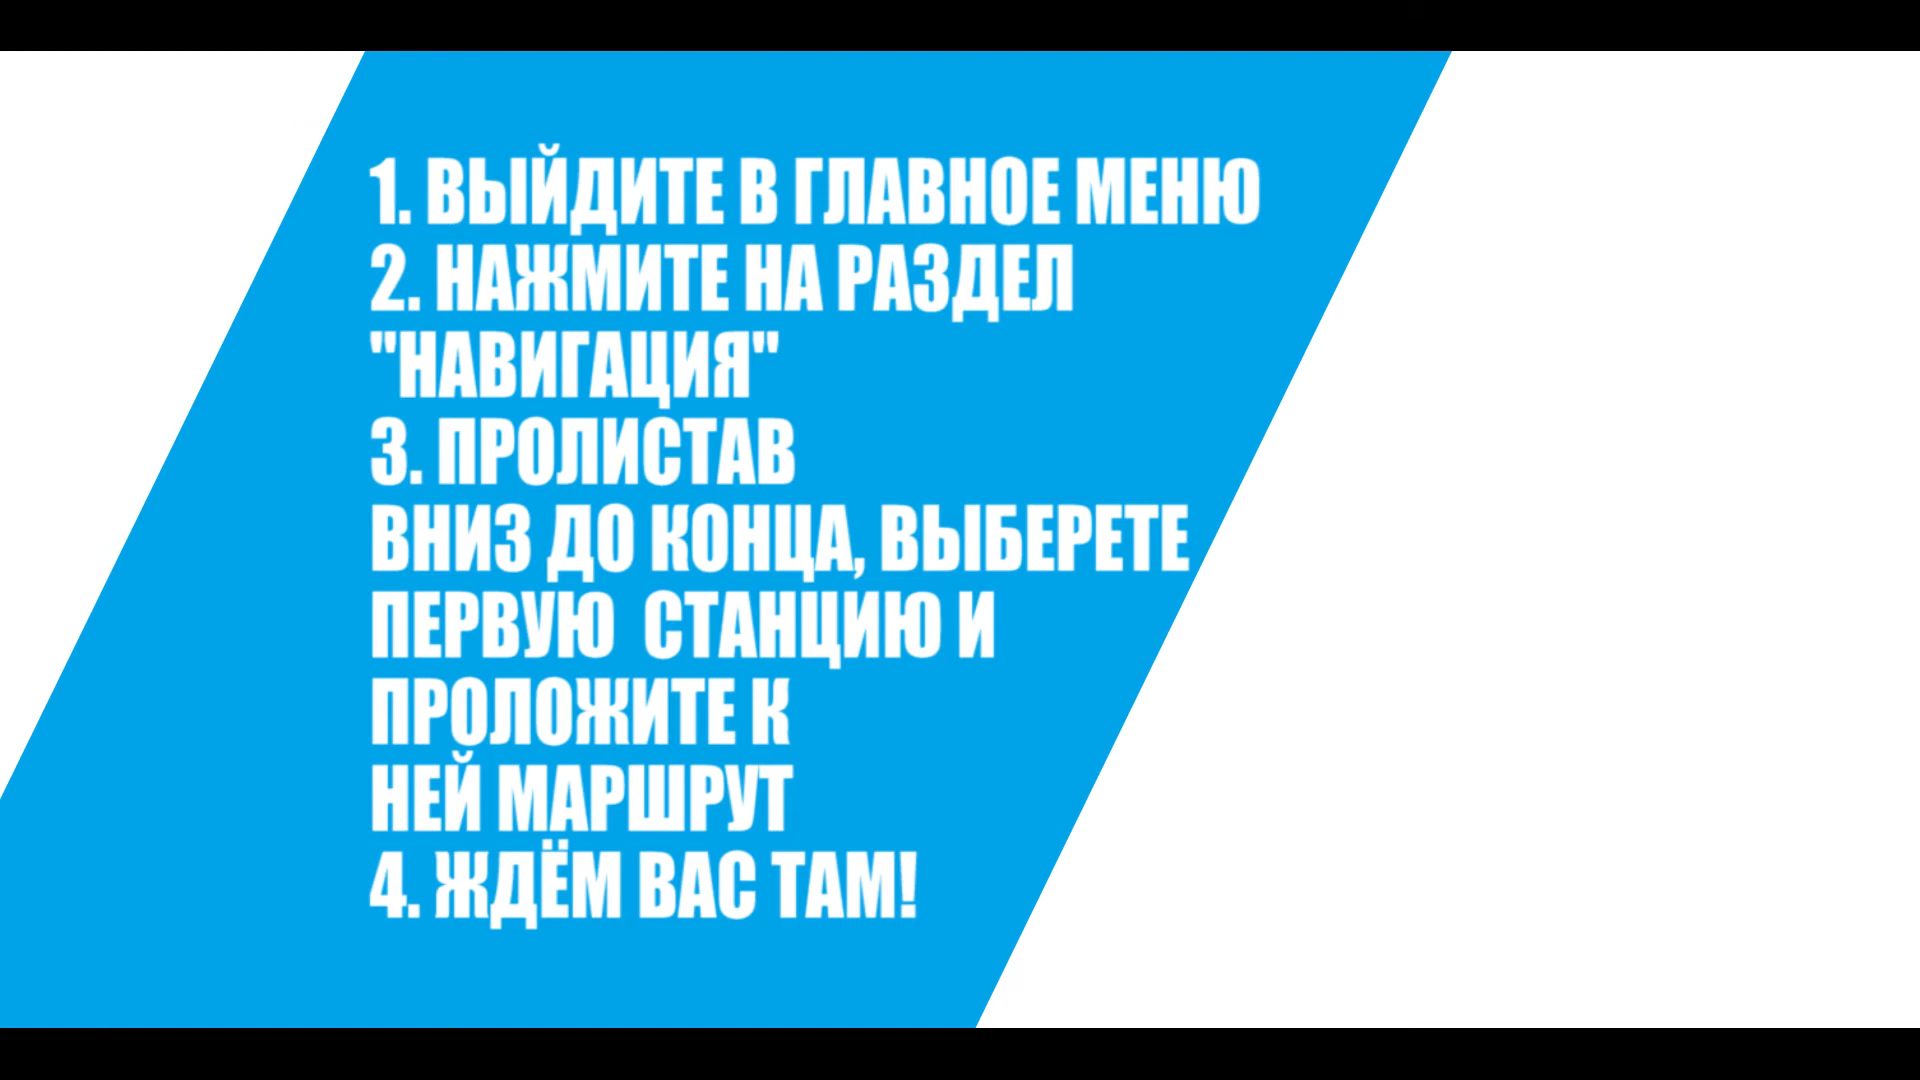 1. ВЫЙДИТЕ В ГЛАВНОЕ МЕНЮ
2. НАЖМИТЕ НА РАЗДЕЛ
"НАВИГАЦИЯ"
3. ПРОЛИСТАВ
ВНИЗ ДО КОНЦА, ВЫБЕРЕТЕ
ПЕРВУЮ  СТАНЦИЮ И
ПРОЛОЖИТЕ К
НЕЙ МАРШРУТ
4. ЖДЁМ ВАС ТАМ!